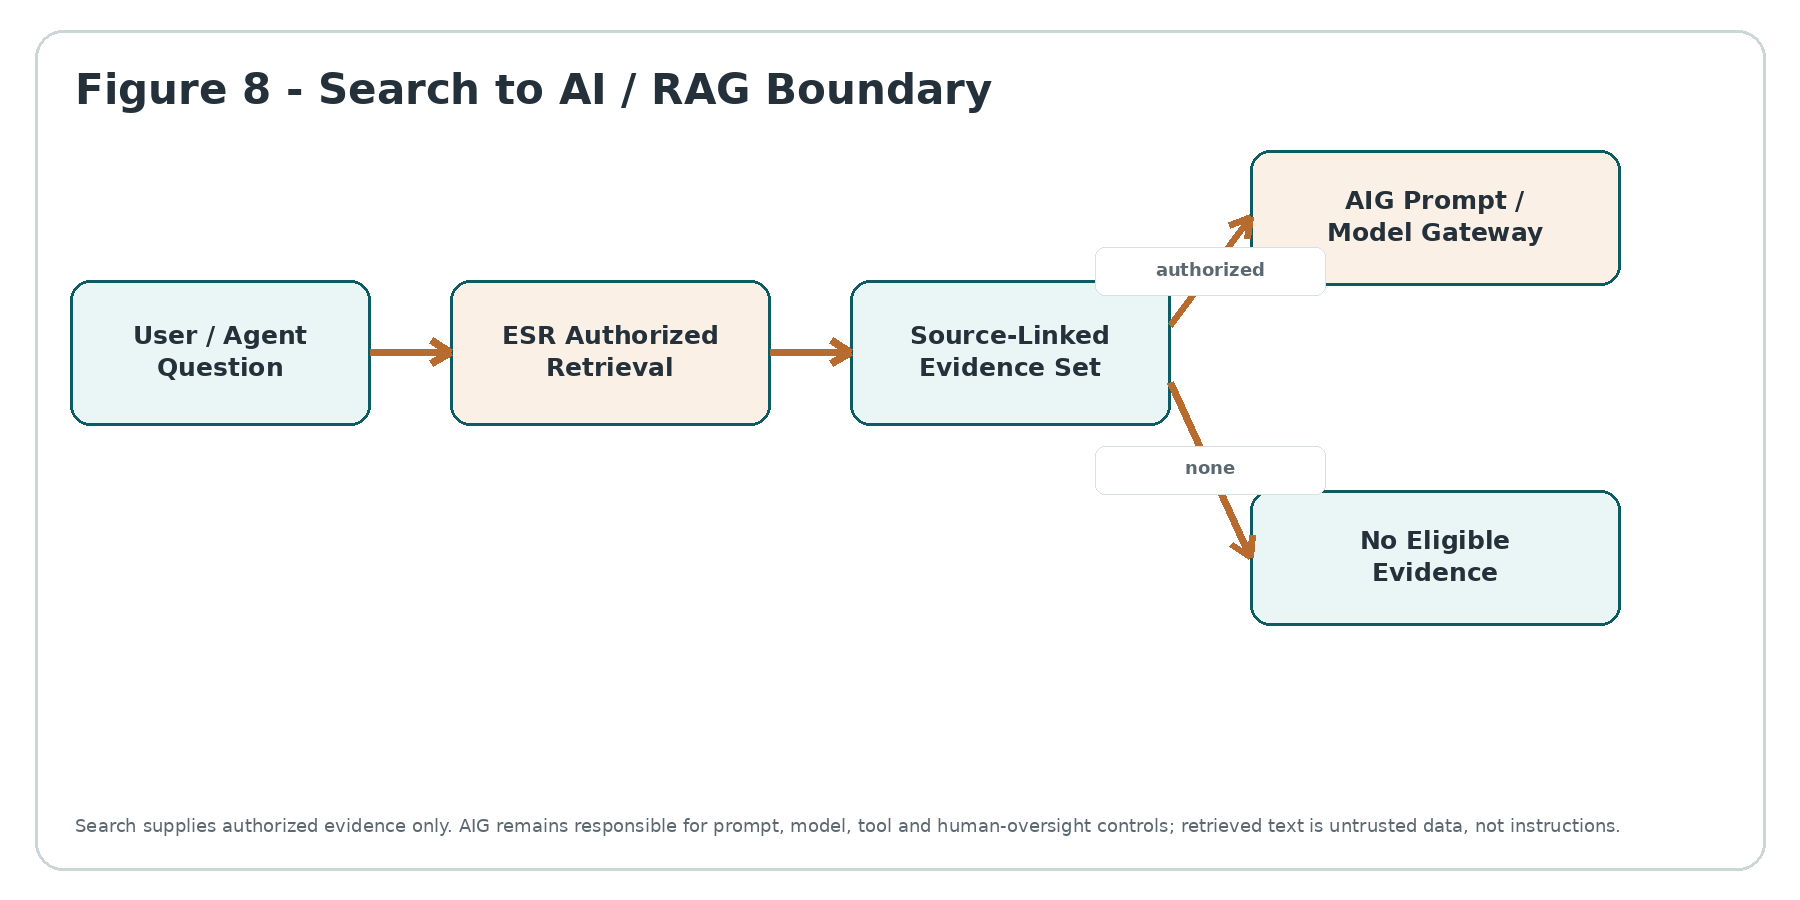 Figure 8 - Search to AI / RAG Boundary
User / Agent
Question
ESR Authorized
Retrieval
Source-Linked
Evidence Set
authorized
AIG Prompt /
Model Gateway
none
No Eligible
Evidence
Search supplies authorized evidence only. AIG remains responsible for prompt, model, tool and human-oversight controls; retrieved text is untrusted data, not instructions.